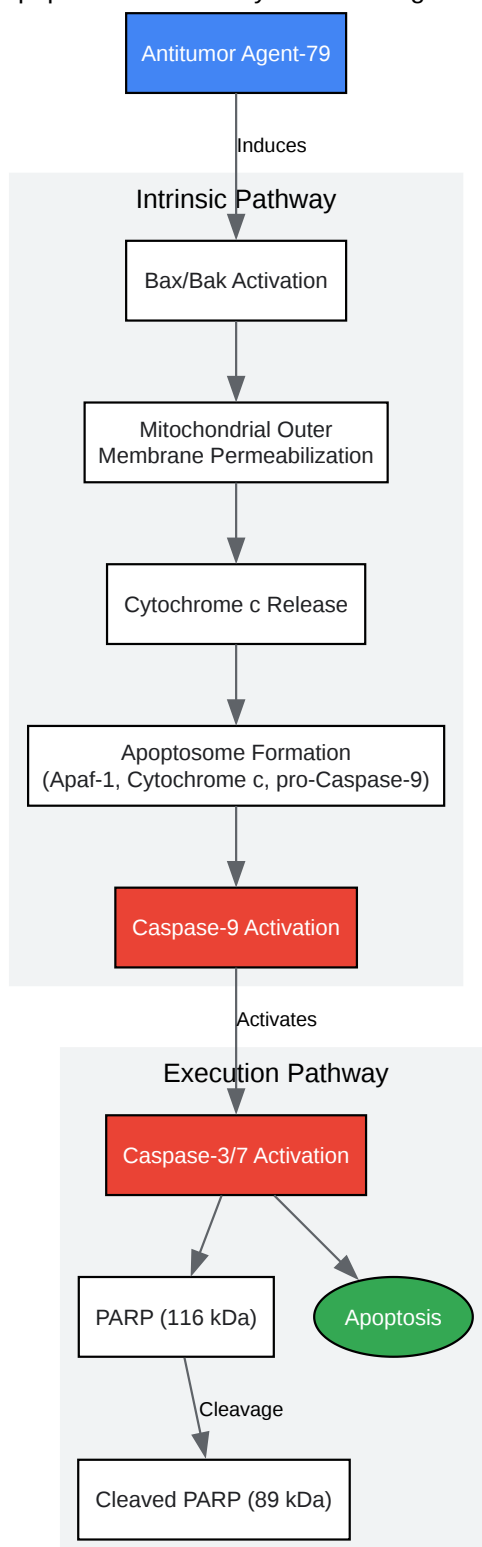 Antitumor Agent-79
Induces
Intrinsic Pathway
Bax/Bak Activation
Mitochondrial Outer
Membrane Permeabilization
Cytochrome c Release
Apoptosome Formation
(Apaf-1, Cytochrome c, pro-Caspase-9)
Caspase-9 Activation
Activates
Execution Pathway
Caspase-3/7 Activation
PARP (116 kDa)
Apoptosis
Cleavage
Cleaved PARP (89 kDa)